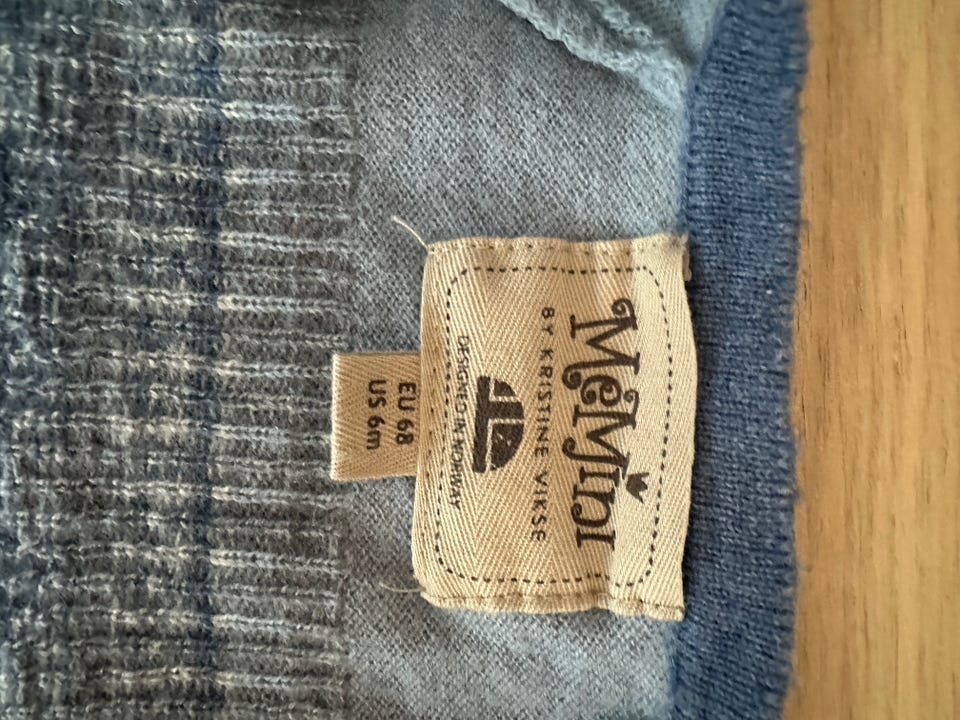 MeMini
BY KRISTINE VIKSE
DESIGNED IN NORWAY
EU 68
US 6m